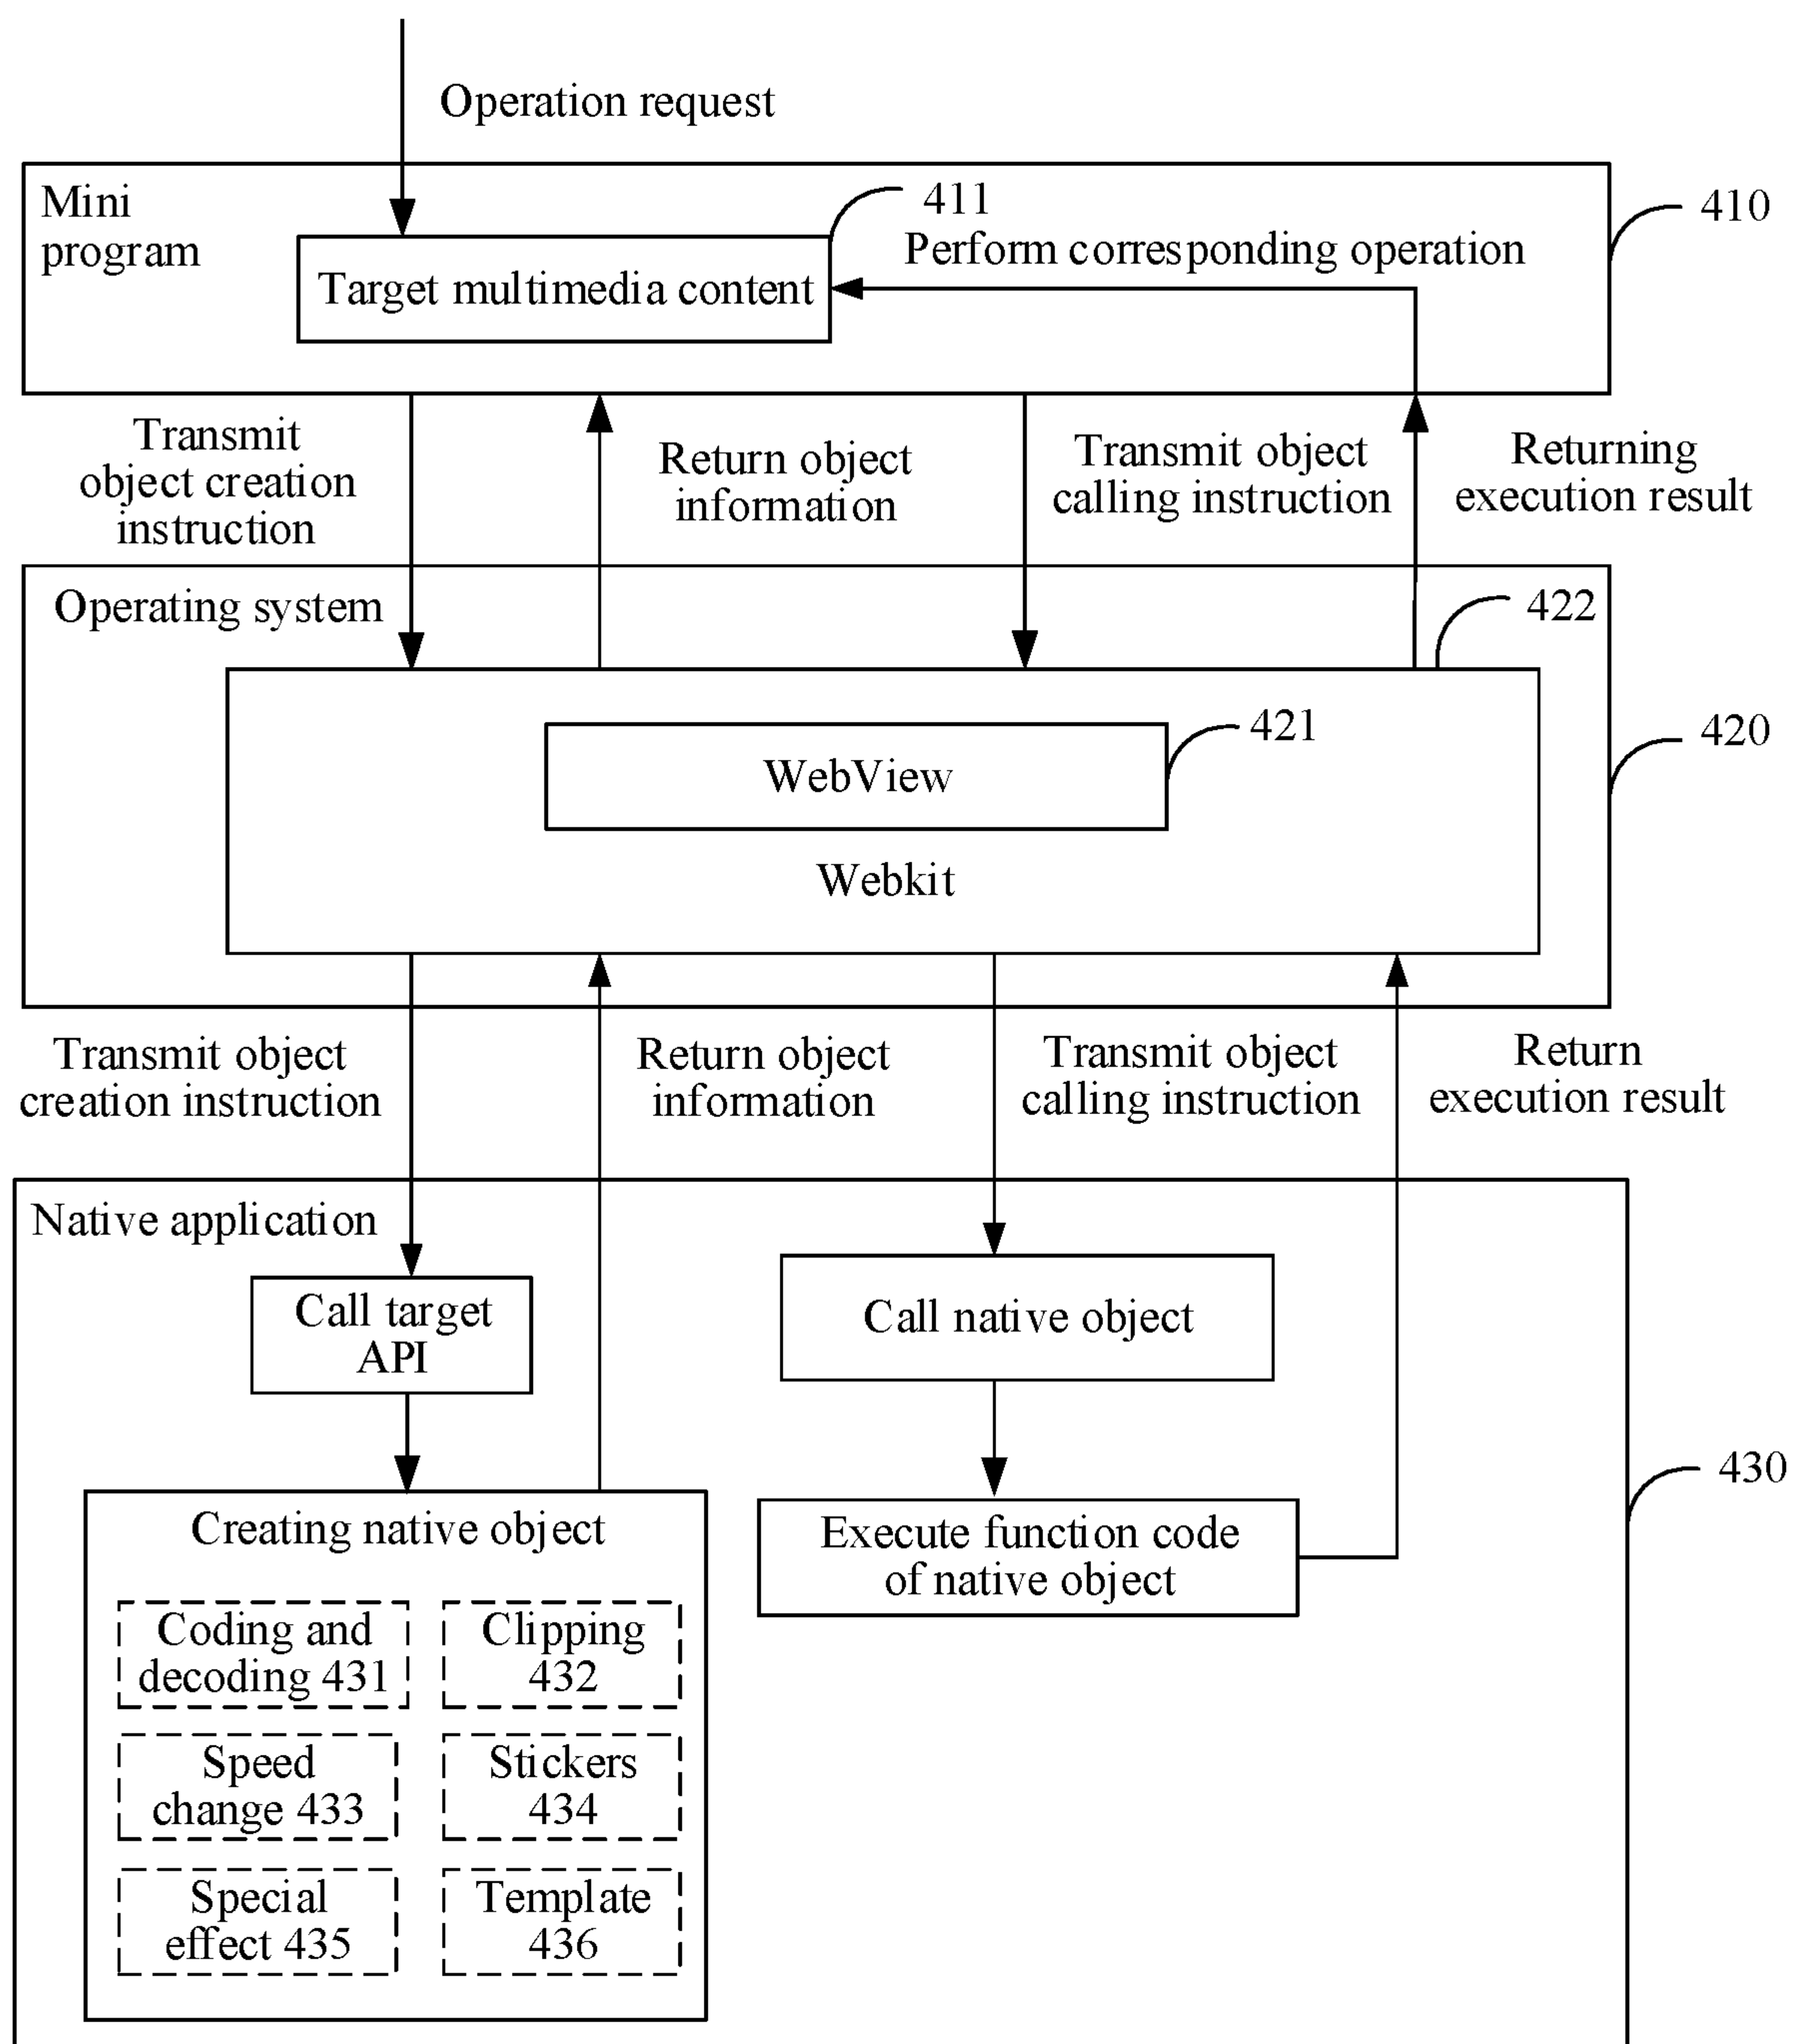 Operation request
Mini
program
411
410
Perform corresponding operation
Target multimedia content
Transmit
object creation
instruction
Return object
information
Transmit object
calling instruction
Returning
execution result
Operating system
422
421
420
WebView
Webkit
Transmit object
creation instruction
Return object
information
Transmit object
calling instruction
Return
execution result
Native application
Call target
API
Call native object
430
Creating native object
Execute function code
of native object
Coding and
decoding 431
Clipping
432
Speed
change 433
Stickers
434
Special
effect 435
Template
436